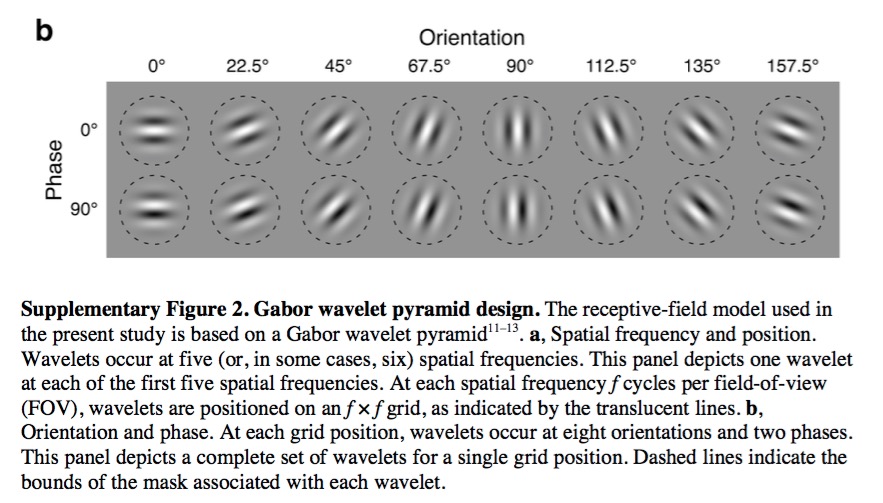 b
Orientation
0° 22.5° 45° 67.5° 90° 112.5° 135° 157.5°
Phase
0°
90°
Supplementary Figure 2. Gabor wavelet pyramid design. The receptive-field model used in
the present study is based on a Gabor wavelet pyramid¹¹⁻¹³. a, Spatial frequency and position.
Wavelets occur at five (or, in some cases, six) spatial frequencies. This panel depicts one wavelet
at each of the first five spatial frequencies. At each spatial frequency f cycles per field-of-view
(FOV), wavelets are positioned on an f × f grid, as indicated by the translucent lines. b,
Orientation and phase. At each grid position, wavelets occur at eight orientations and two phases.
This panel depicts a complete set of wavelets for a single grid position. Dashed lines indicate the
bounds of the mask associated with each wavelet.